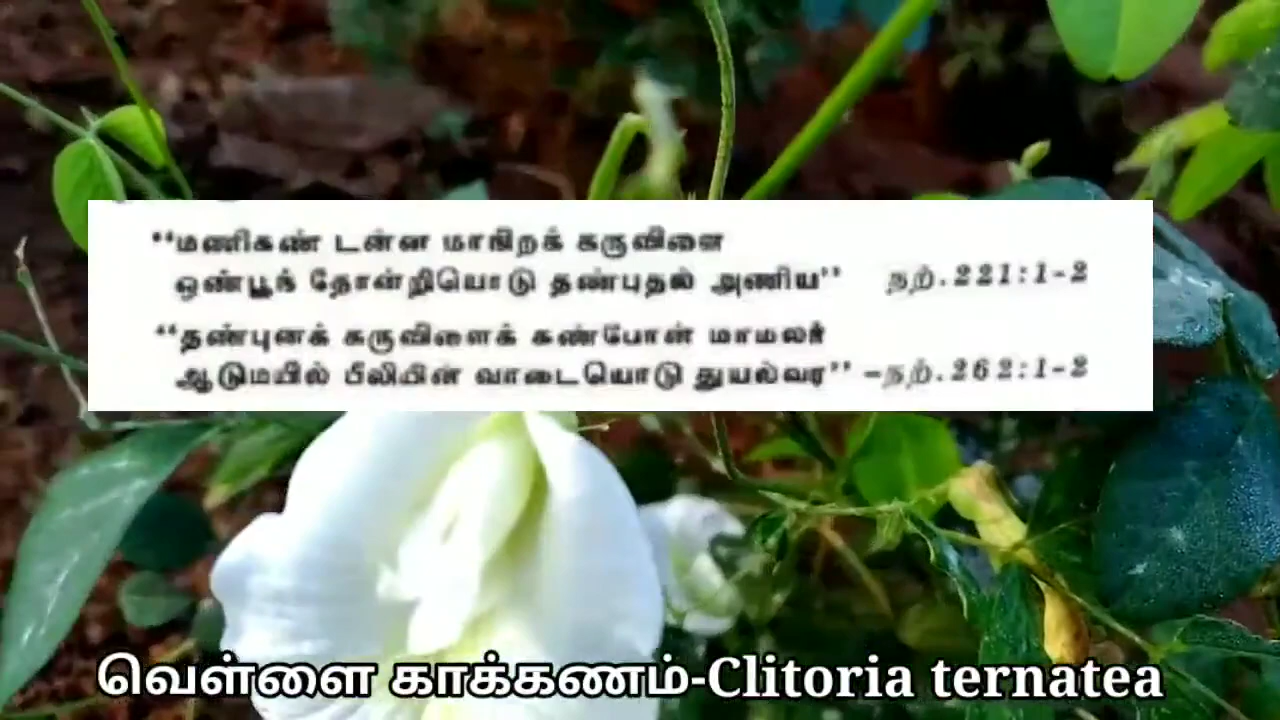 “மணிகண் டன்ன மாநிறக் கருவிளை
ஒண்பூந் தோன்றியொடு தண்புதல் அணிய” நற்.221:1-2
“தண்புனக் கருவிளைக் கண்போன் மாமலர்
ஆடுமயில் பீலியின் வாடையொடு துயல்வர” -நற்.262:1-2
வெள்ளை காக்கணம்-Clitoria ternatea